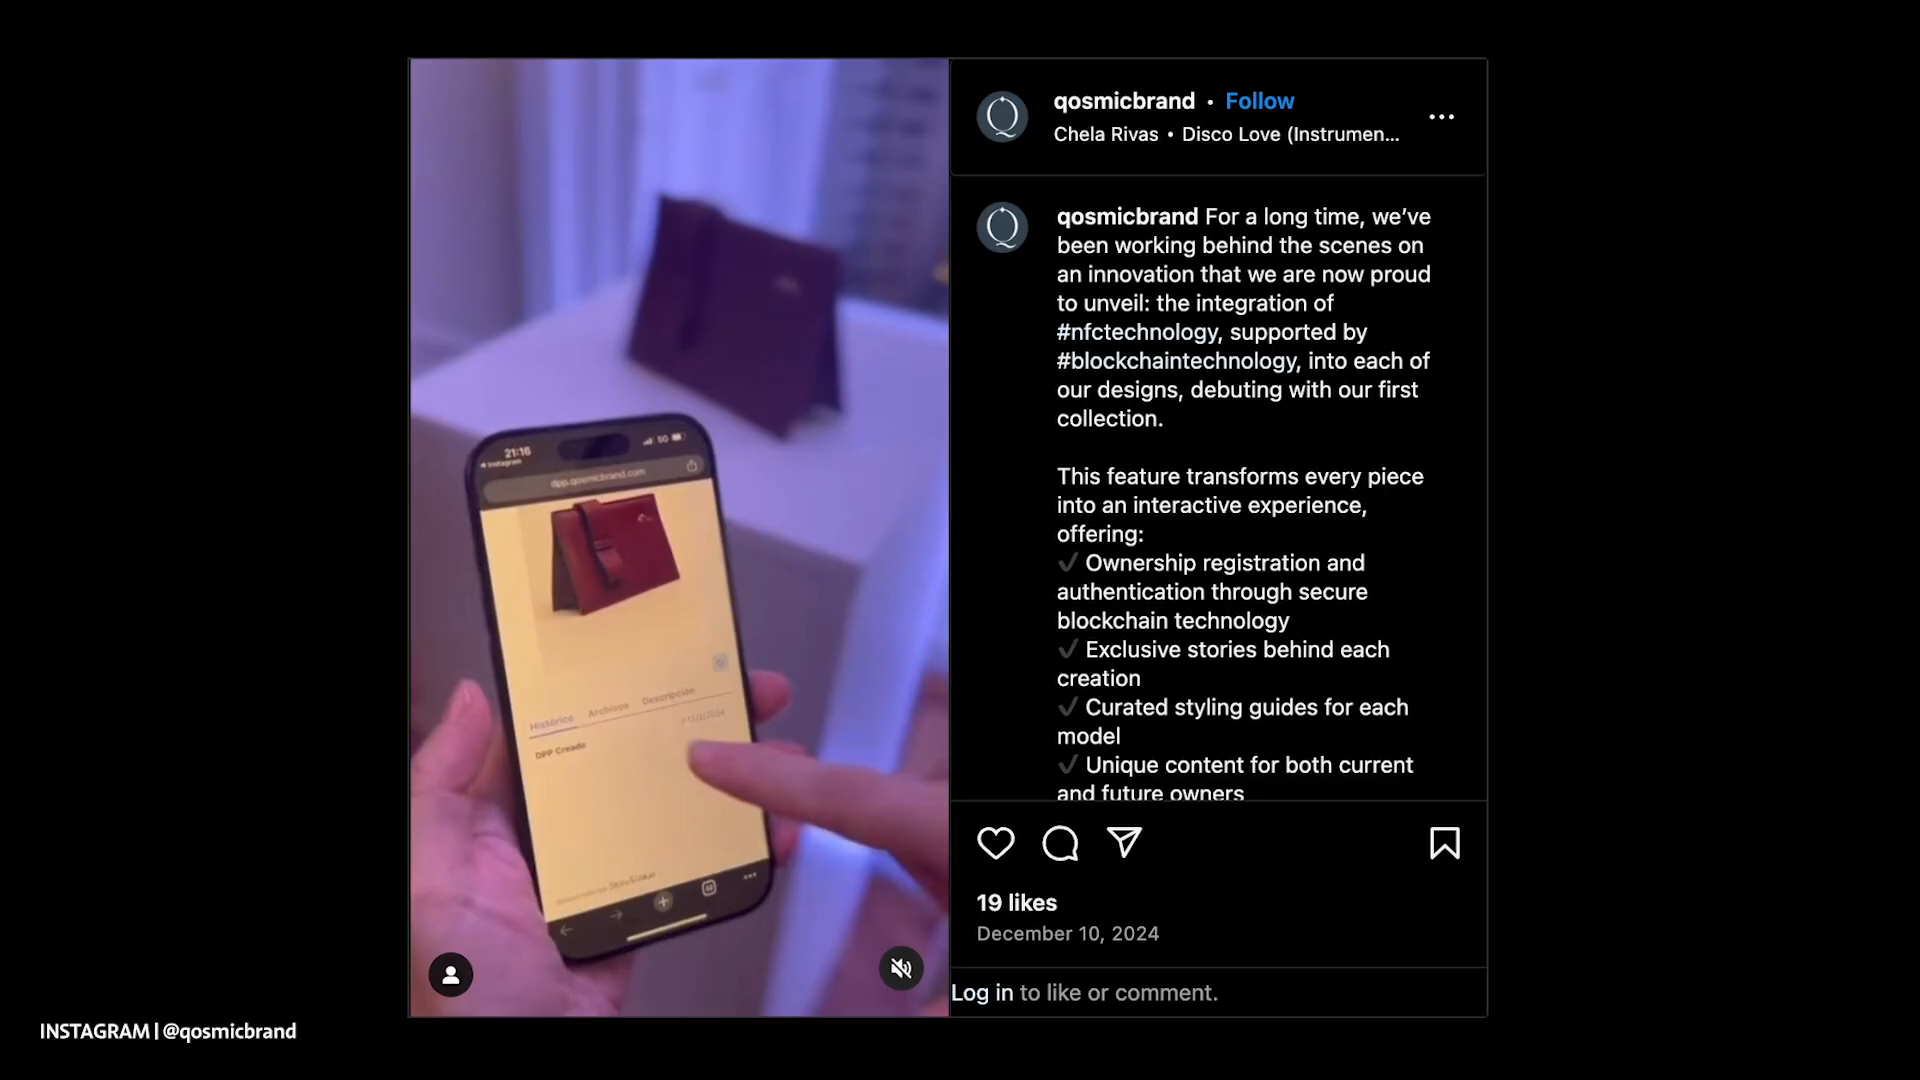 qosmicbrand • Follow
Chela Rivas • Disco Love (Instrumen...
qosmicbrand For a long time, we've
been working behind the scenes on
an innovation that we are now proud
to unveil: the integration of
#nfctechnology, supported by
#blockchaintechnology, into each of
our designs, debuting with our first
collection.
This feature transforms every piece
into an interactive experience,
offering:
✔ Ownership registration and
authentication through secure
blockchain technology
✔ Exclusive stories behind each
creation
✔ Curated styling guides for each
model
✔ Unique content for both current
and future owners
19 likes
December 10, 2024
Log in to like or comment.
21:16
Instagram
5G
dpp.qosmicbrand.com
Histórico Archivos Descripción
DPP Creado
Q
Q
INSTAGRAM | @qosmicbrand